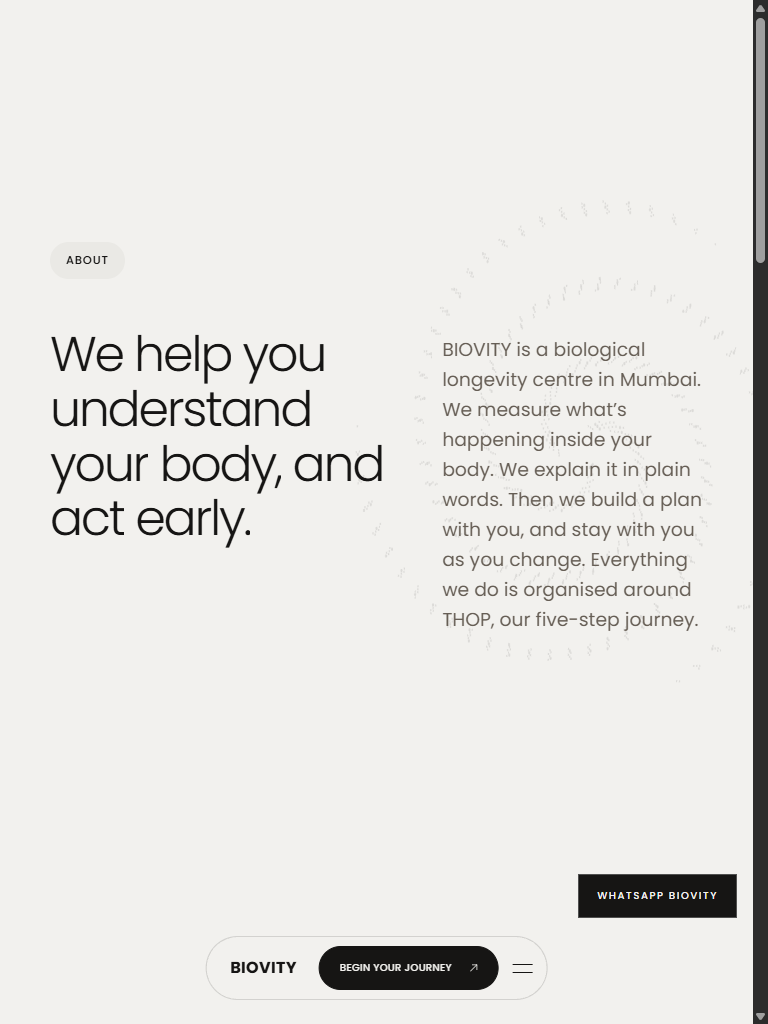 ABOUT
We help you
understand
your body, and
act early.
BIOVITY is a biological
longevity centre in Mumbai.
We measure what’s
happening inside your
body. We explain it in plain
words. Then we build a plan
with you, and stay with you
as you change. Everything
we do is organised around
THOP, our five-step journey.
WHATSAPP BIOVITY
BIOVITY
BEGIN YOUR JOURNEY